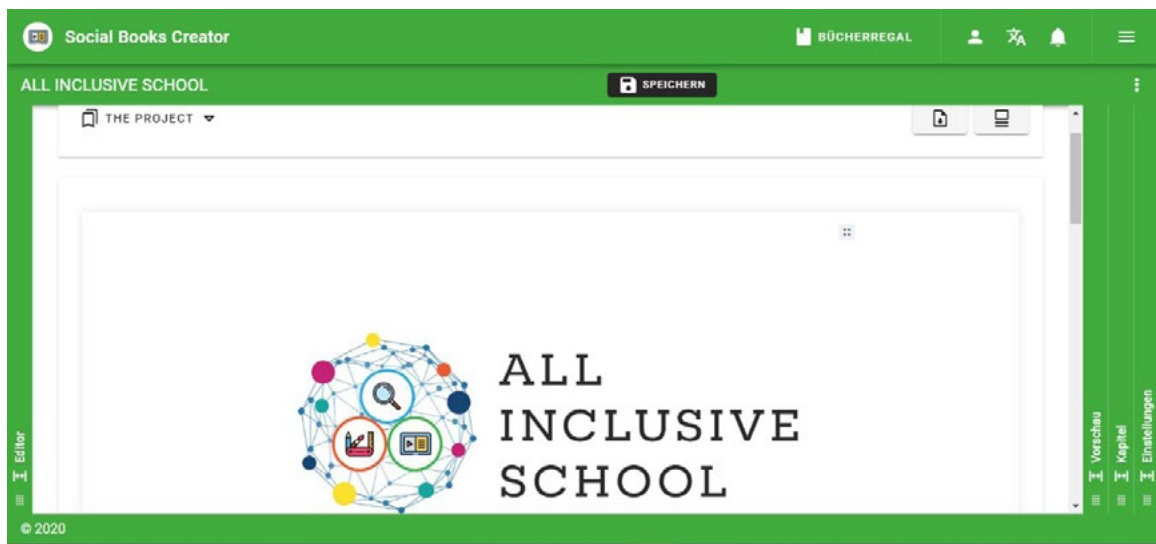 Social Books Creator
BÜCHERREGAL
ALL INCLUSIVE SCHOOL
SPEICHERN
THE PROJECT
ALL
INCLUSIVE
SCHOOL
Editor
Vorschau
Kapitel
Einstellungen
© 2020